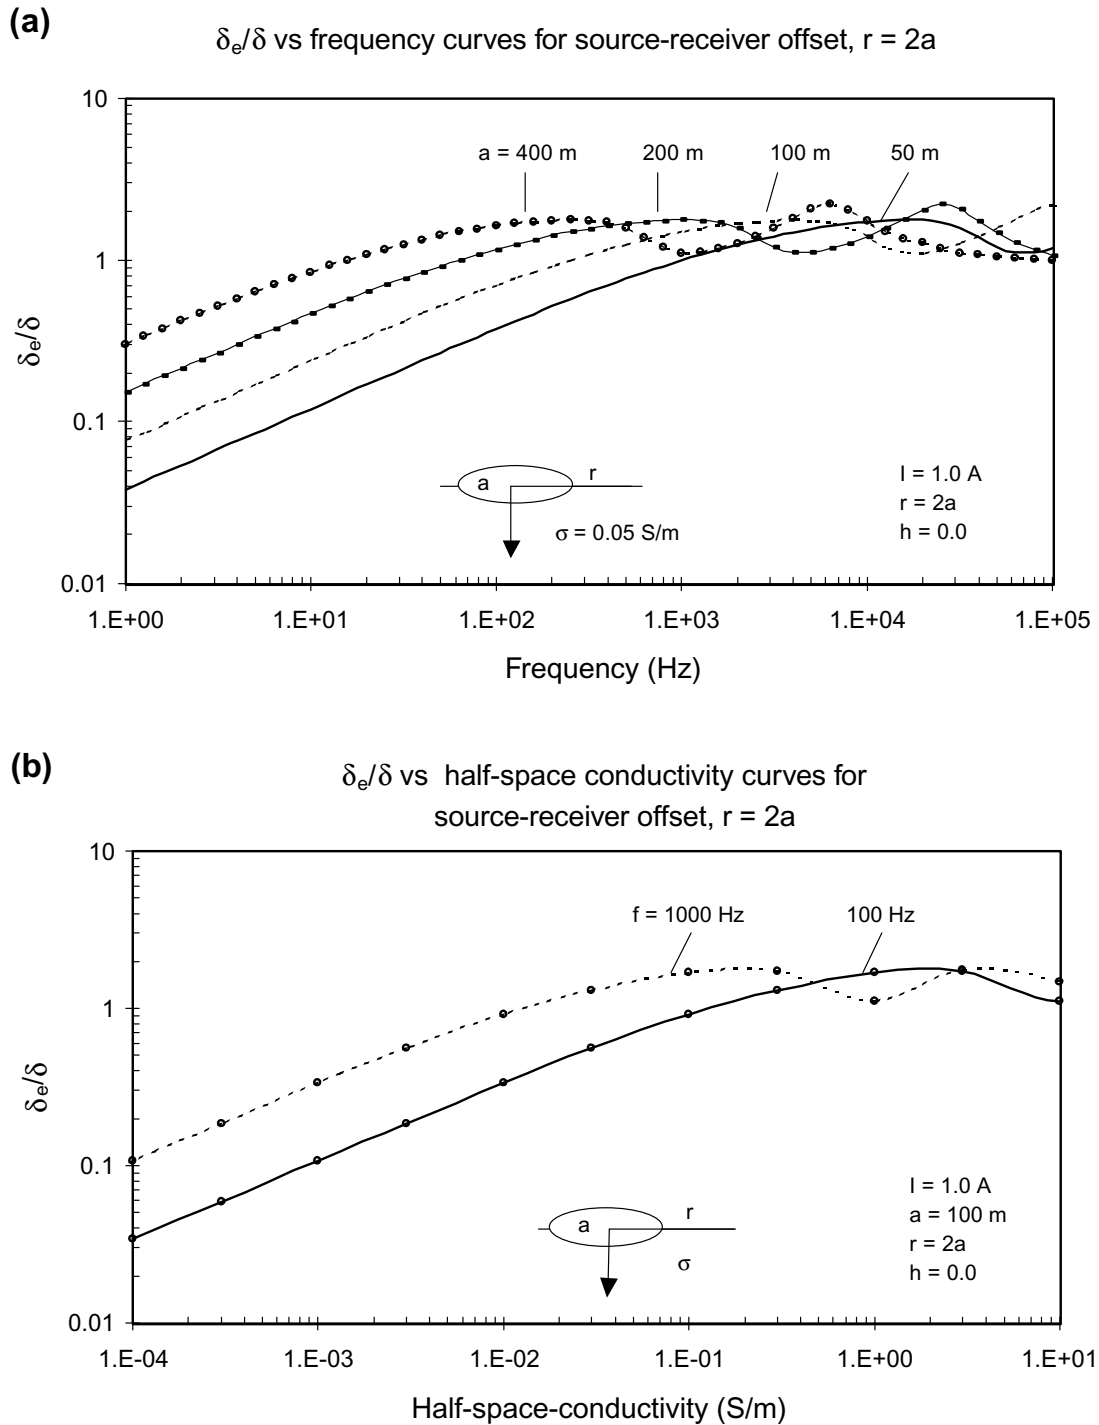 (a)
δe/δ vs frequency curves for source-receiver offset, r = 2a
10
1
0.1
0.01
δe/δ
a = 400 m
200 m
100 m
50 m
a
r
σ = 0.05 S/m
I = 1.0 A
r = 2a
h = 0.0
1.E+00
1.E+01
1.E+02
1.E+03
1.E+04
1.E+05
Frequency (Hz)
(b)
δe/δ vs half-space conductivity curves for
source-receiver offset, r = 2a
10
1
0.1
0.01
δe/δ
f = 1000 Hz
100 Hz
a
r
σ
I = 1.0 A
a = 100 m
r = 2a
h = 0.0
1.E-04
1.E-03
1.E-02
1.E-01
1.E+00
1.E+01
Half-space-conductivity (S/m)